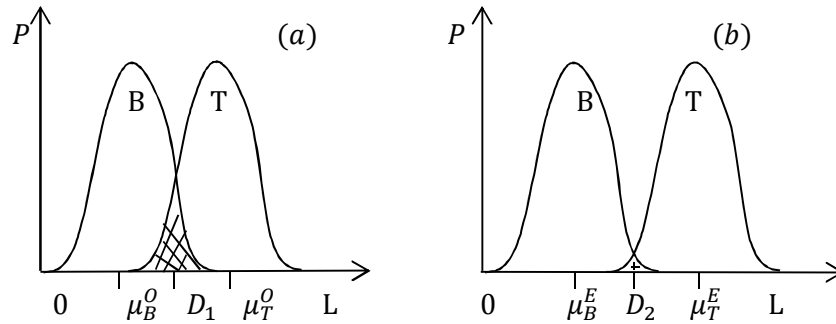 P (a)
B T
0 μ_B^O D_1 μ_T^O L
P (b)
B T
0 μ_B^E D_2 μ_T^E L